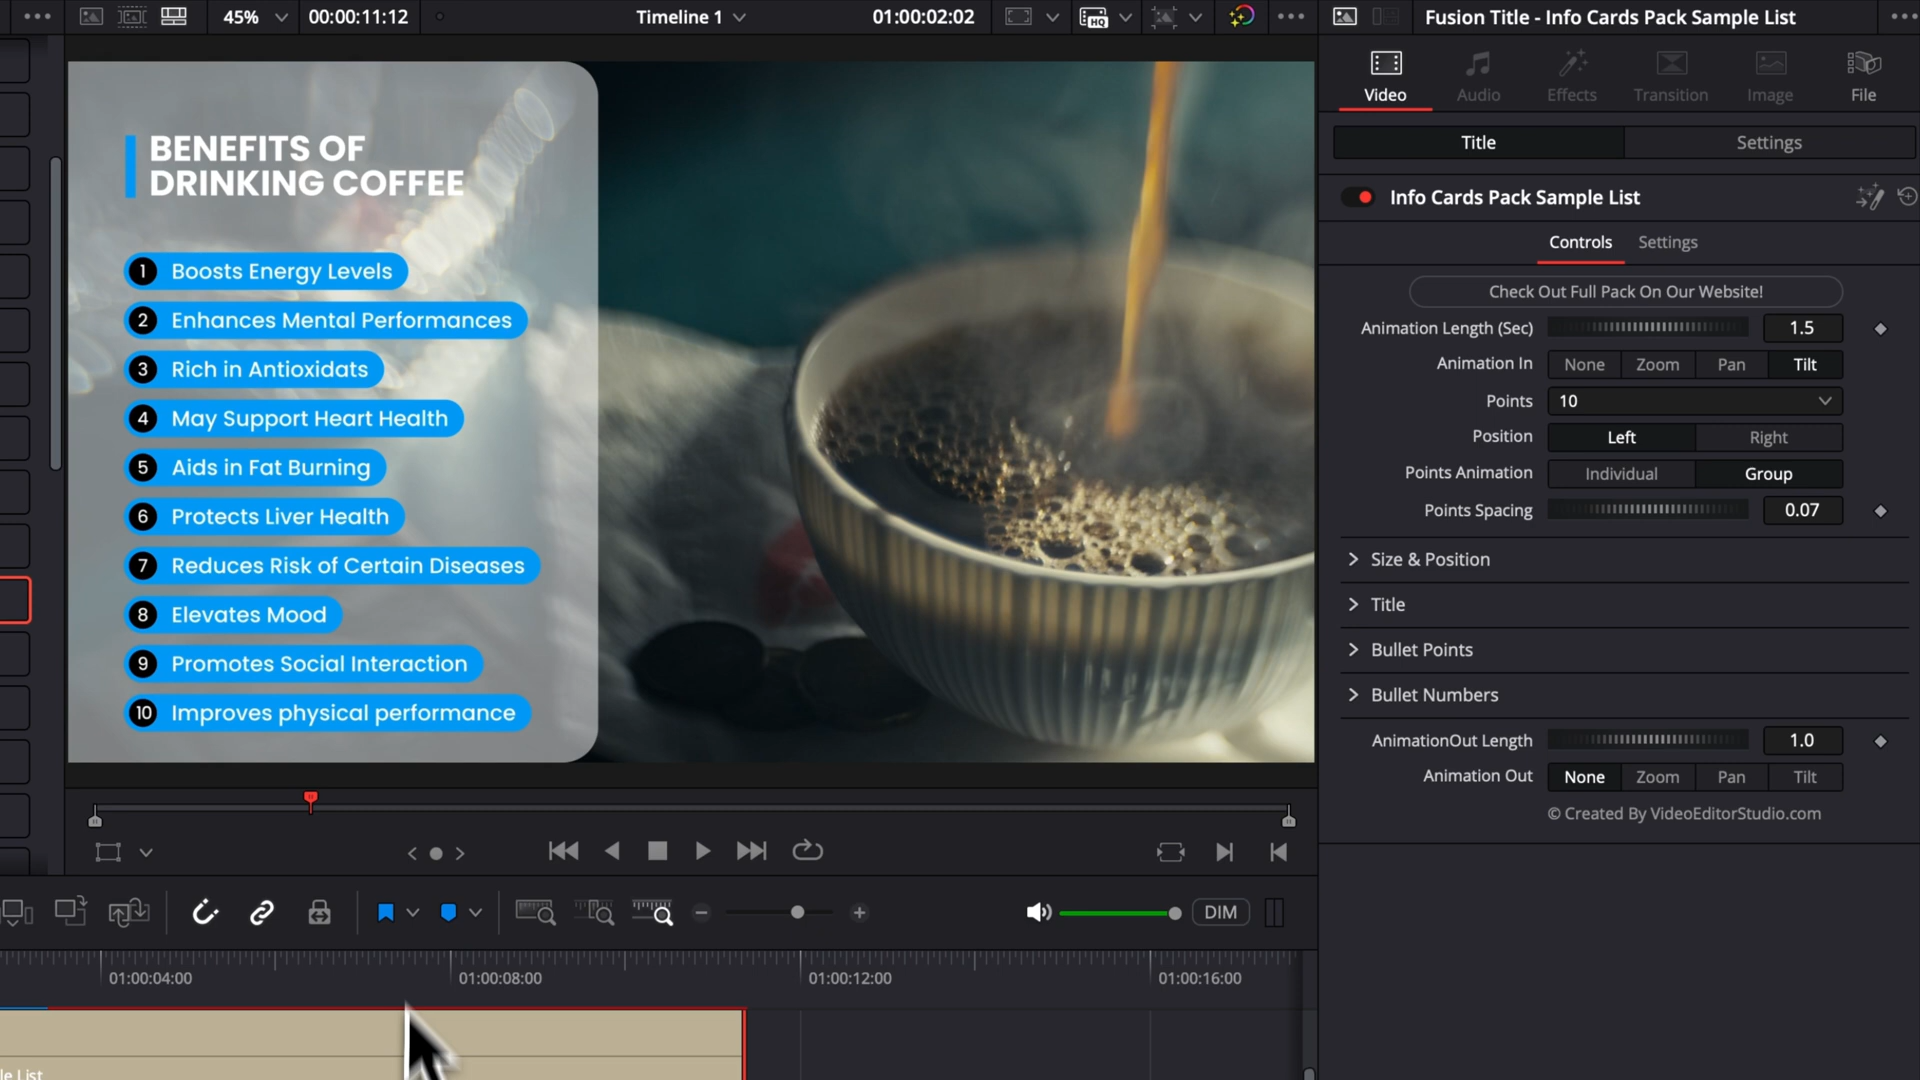 45%
00:00:11:12
Timeline 1
01:00:02:02
HQ
Fusion Title - Info Cards Pack Sample List
Video
Audio
Effects
Transition
Image
File
Title
Settings
Info Cards Pack Sample List
Controls
Settings
Check Out Full Pack On Our Website!
Animation Length (Sec)
1.5
Animation In
None
Zoom
Pan
Tilt
Points
10
Position
Left
Right
Points Animation
Individual
Group
Points Spacing
0.07
Size & Position
Title
Bullet Points
Bullet Numbers
AnimationOut Length
1.0
Animation Out
None
Zoom
Pan
Tilt
© Created By VideoEditorStudio.com
BENEFITS OF
DRINKING COFFEE
1 Boosts Energy Levels
2 Enhances Mental Performances
3 Rich in Antioxidats
4 May Support Heart Health
5 Aids in Fat Burning
6 Protects Liver Health
7 Reduces Risk of Certain Diseases
8 Elevates Mood
9 Promotes Social Interaction
10 Improves physical performance
DIM
01:00:04:00
01:00:08:00
01:00:12:00
01:00:16:00
le List